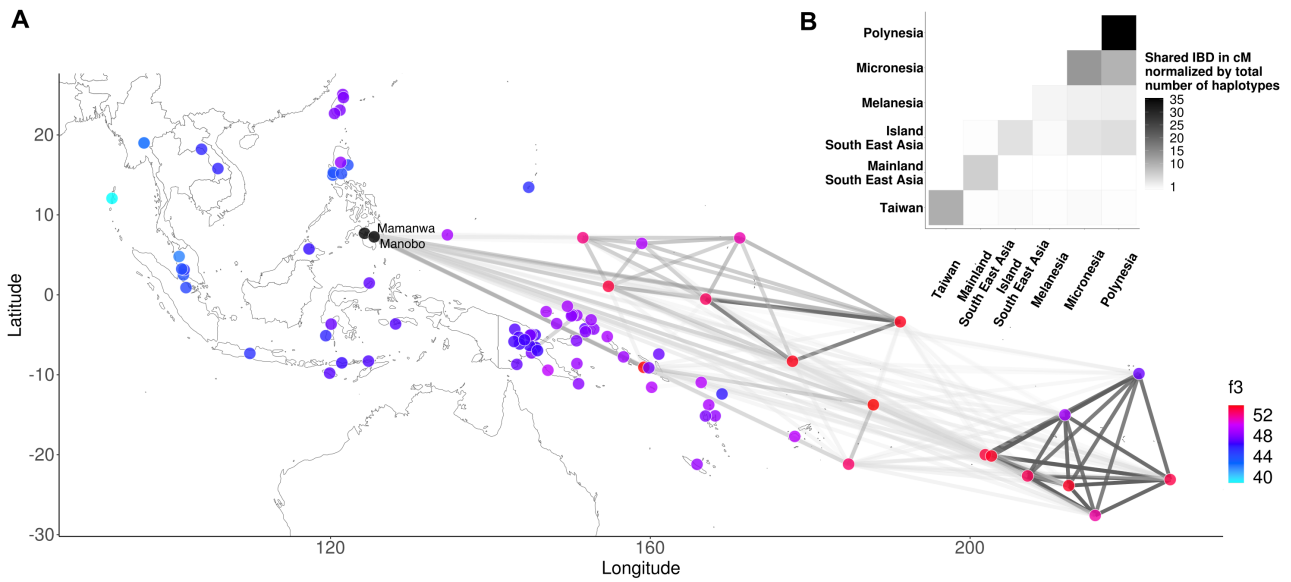 A
B
Polynesia
Micronesia
Melanesia
Island
South East Asia
Mainland
South East Asia
Taiwan
Taiwan
Mainland
South East Asia
Island
South East Asia
Melanesia
Micronesia
Polynesia
Shared IBD in cM
normalized by total
number of haplotypes
35
30
25
20
15
10
1
Latitude
20
10
0
-10
-20
-30
Mamanwa
Manobo
120
160
200
Longitude
f3
52
48
44
40